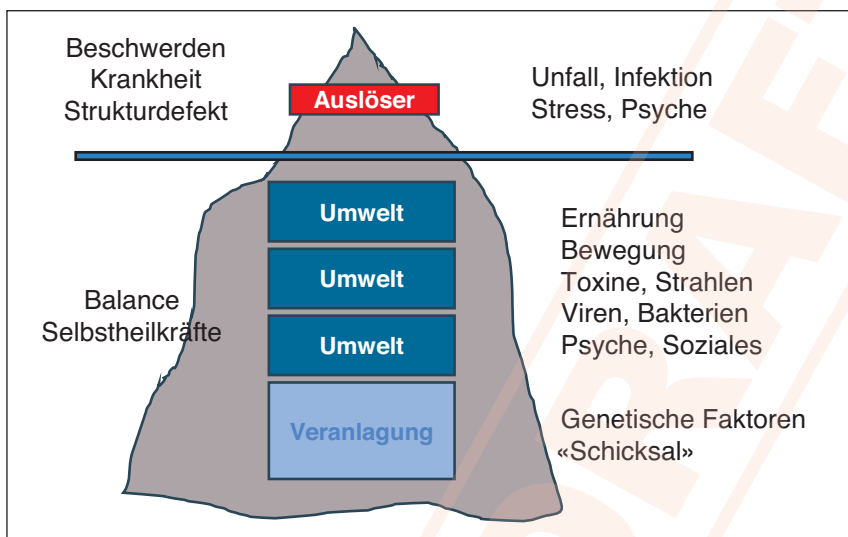 Beschwerden
Krankheit
Strukturdefekt
Auslöser
Unfall, Infektion
Stress, Psyche
Umwelt
Umwelt
Umwelt
Balance
Selbstheilkräfte
Ernährung
Bewegung
Toxine, Strahlen
Viren, Bakterien
Psyche, Soziales
Veranlagung
Genetische Faktoren
«Schicksal»